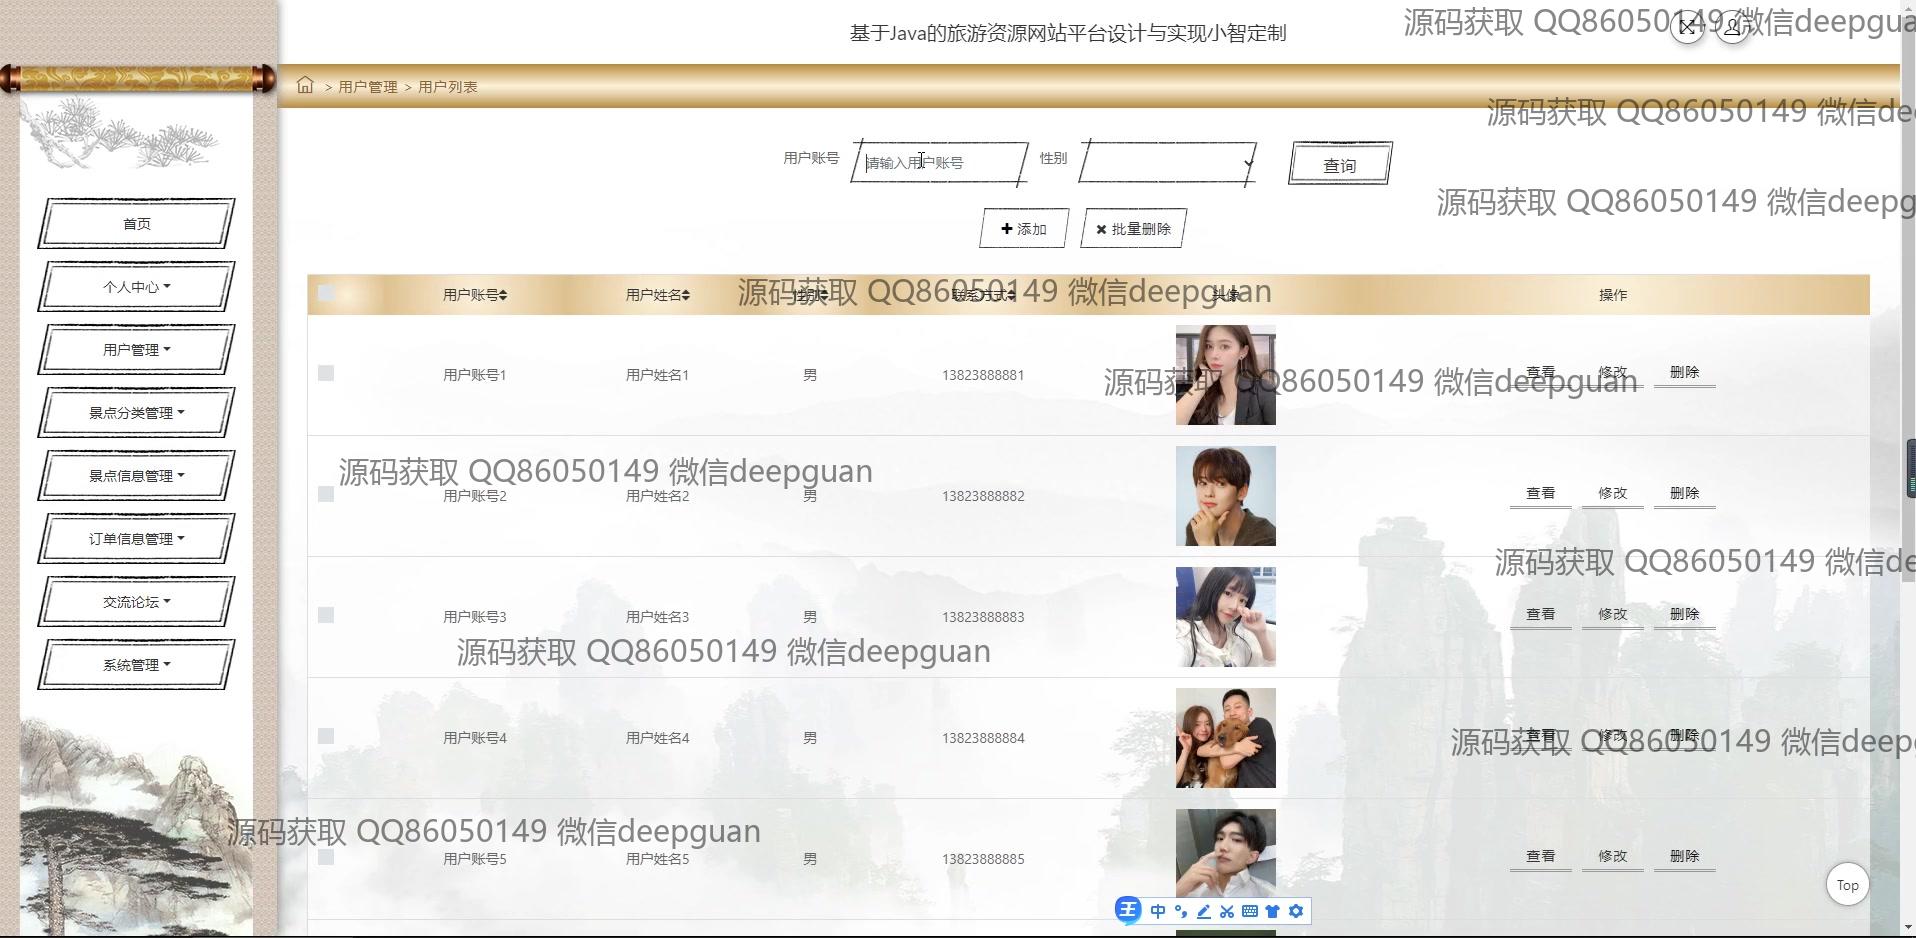 基于Java的旅游资源网站平台设计与实现小智定制
源码获取 QQ86050149 微信deepgua
> 用户管理 > 用户列表
源码获取 QQ86050149 微信de
用户账号 请输入用户账号 性别 查询
源码获取 QQ86050149 微信deepg
添加 批量删除
首页
个人中心
用户管理
景点分类管理
景点信息管理
订单信息管理
交流论坛
系统管理
用户账号 用户姓名 性别 联系方式 头像 操作
源码获取 QQ86050149 微信deepguan
用户账号1 用户姓名1 男 13823888881 查看 修改 删除
源码获取 QQ86050149 微信deepguan
源码获取 QQ86050149 微信deepguan
用户账号2 用户姓名2 男 13823888882 查看 修改 删除
源码获取 QQ86050149 微信de
用户账号3 用户姓名3 男 13823888883 查看 修改 删除
源码获取 QQ86050149 微信deepguan
用户账号4 用户姓名4 男 13823888884 查看 修改 删除
源码获取 QQ86050149 微信deep
源码获取 QQ86050149 微信deepguan
用户账号5 用户姓名5 男 13823888885 查看 修改 删除
Top
王 中